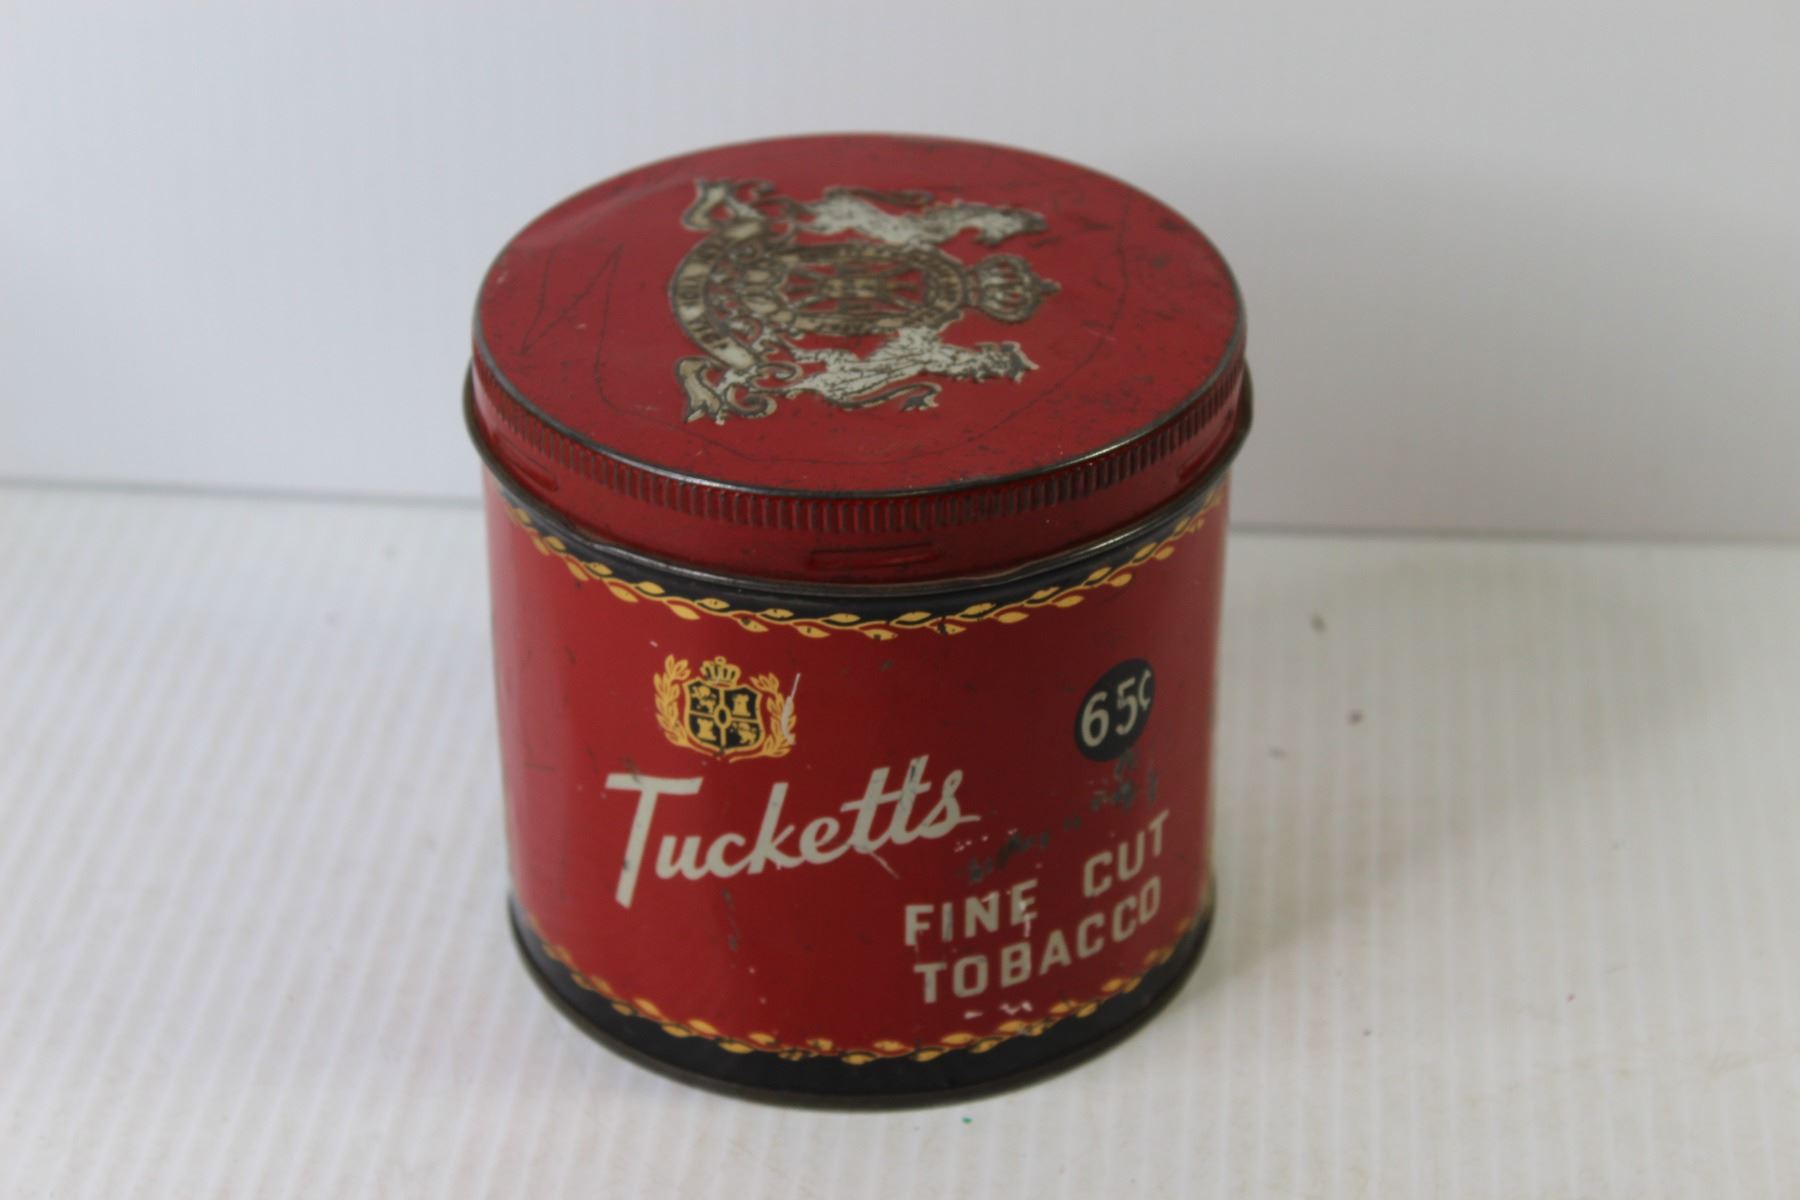 65¢
Tucketts
FINE CUT
TOBACCO